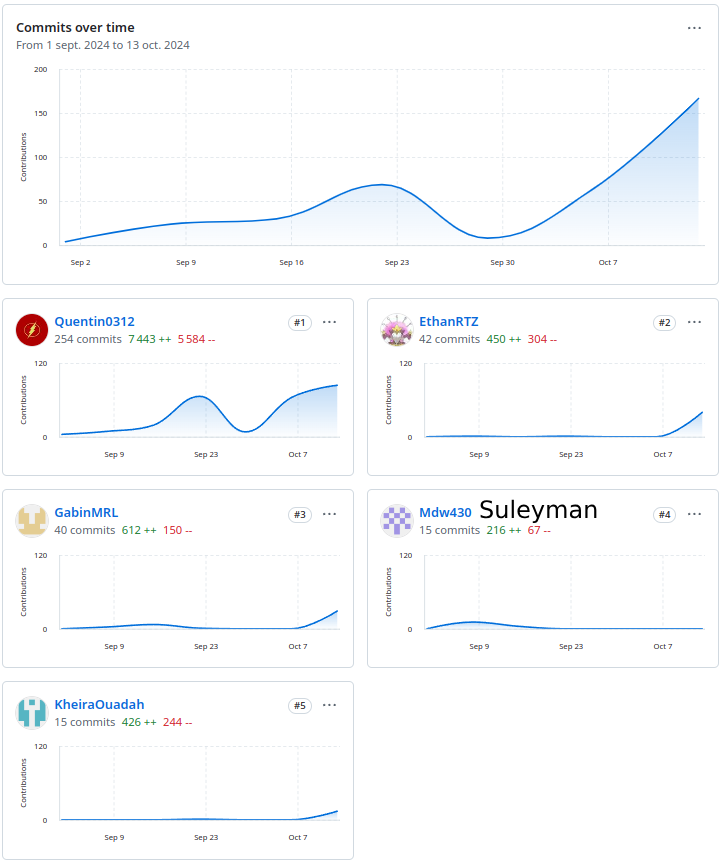 Commits over time
From 1 sept. 2024 to 13 oct. 2024
200
150
100
50
0
Contributions
Sep 2 Sep 9 Sep 16 Sep 23 Sep 30 Oct 7
Quentin0312 #1
254 commits 7 443 ++ 5 584 --
120
0
Contributions
Sep 9 Sep 23 Oct 7
EthanRTZ #2
42 commits 450 ++ 304 --
120
0
Contributions
Sep 9 Sep 23 Oct 7
GabinMRL #3
40 commits 612 ++ 150 --
120
0
Contributions
Sep 9 Sep 23 Oct 7
Mdw430 Suleyman #4
15 commits 216 ++ 67 --
120
0
Contributions
Sep 9 Sep 23 Oct 7
KheiraOuadah #5
15 commits 426 ++ 244 --
120
0
Contributions
Sep 9 Sep 23 Oct 7